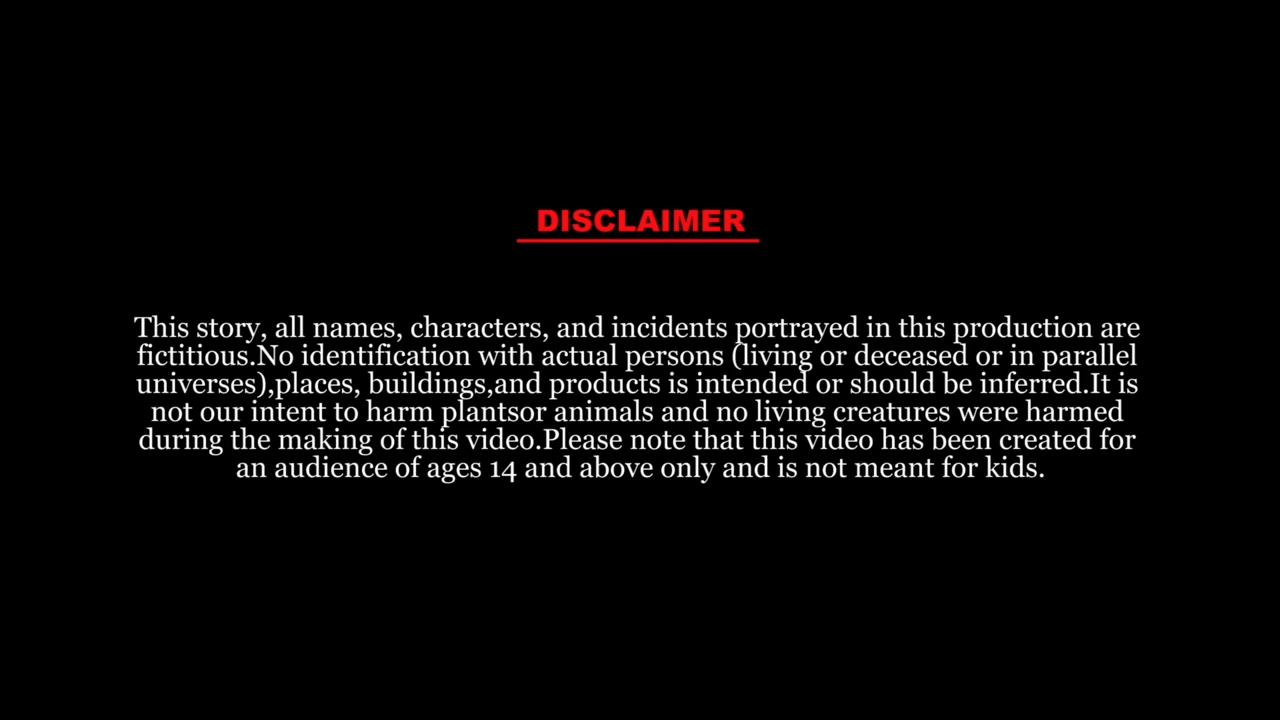 DISCLAIMER
This story, all names, characters, and incidents portrayed in this production are
fictitious.No identification with actual persons (living or deceased or in parallel
universes),places, buildings,and products is intended or should be inferred.It is
not our intent to harm plantsor animals and no living creatures were harmed
during the making of this video.Please note that this video has been created for
an audience of ages 14 and above only and is not meant for kids.